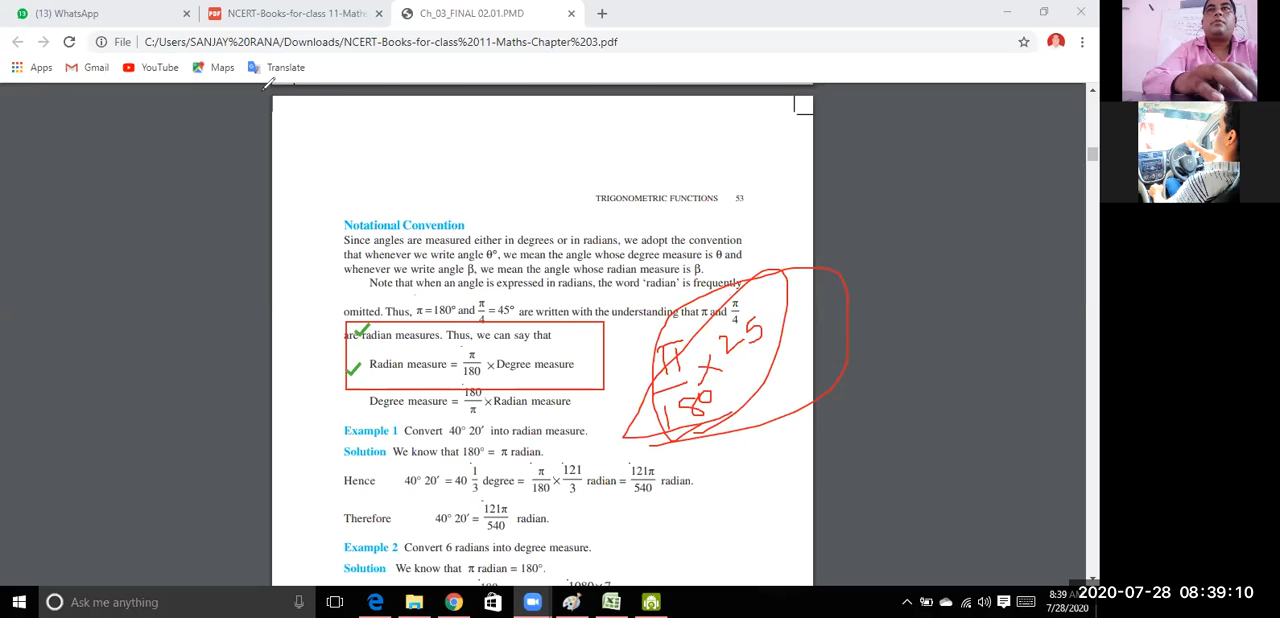 (13) WhatsApp
NCERT-Books-for class 11-Math
Ch_03_FINAL 02.01.PMD
File
C:/Users/SANJAY%20RANA/Downloads/NCERT-Books-for-class%2011-Maths-Chapter%203.pdf
Apps
Gmail
YouTube
Maps
Translate
TRIGONOMETRIC FUNCTIONS 53
Notational Convention
Since angles are measured either in degrees or in radians, we adopt the convention
that whenever we write angle θ°, we mean the angle whose degree measure is θ and
whenever we write angle β, we mean the angle whose radian measure is β.
Note that when an angle is expressed in radians, the word 'radian' is frequently
omitted. Thus, π = 180° and π/4 = 45° are written with the understanding that π and π/4
are radian measures. Thus, we can say that
Radian measure = π/180 × Degree measure
Degree measure = 180/π × Radian measure
π/180 × 25
Example 1 Convert 40° 20′ into radian measure.
Solution We know that 180° = π radian.
Hence 40° 20′ = 40 1/3 degree = π/180 × 121/3 radian = 121π/540 radian.
Therefore 40° 20′ = 121π/540 radian.
Example 2 Convert 6 radians into degree measure.
Solution We know that π radian = 180°.
Ask me anything
8:39 A
7/28/2020
2020-07-28 08:39:10